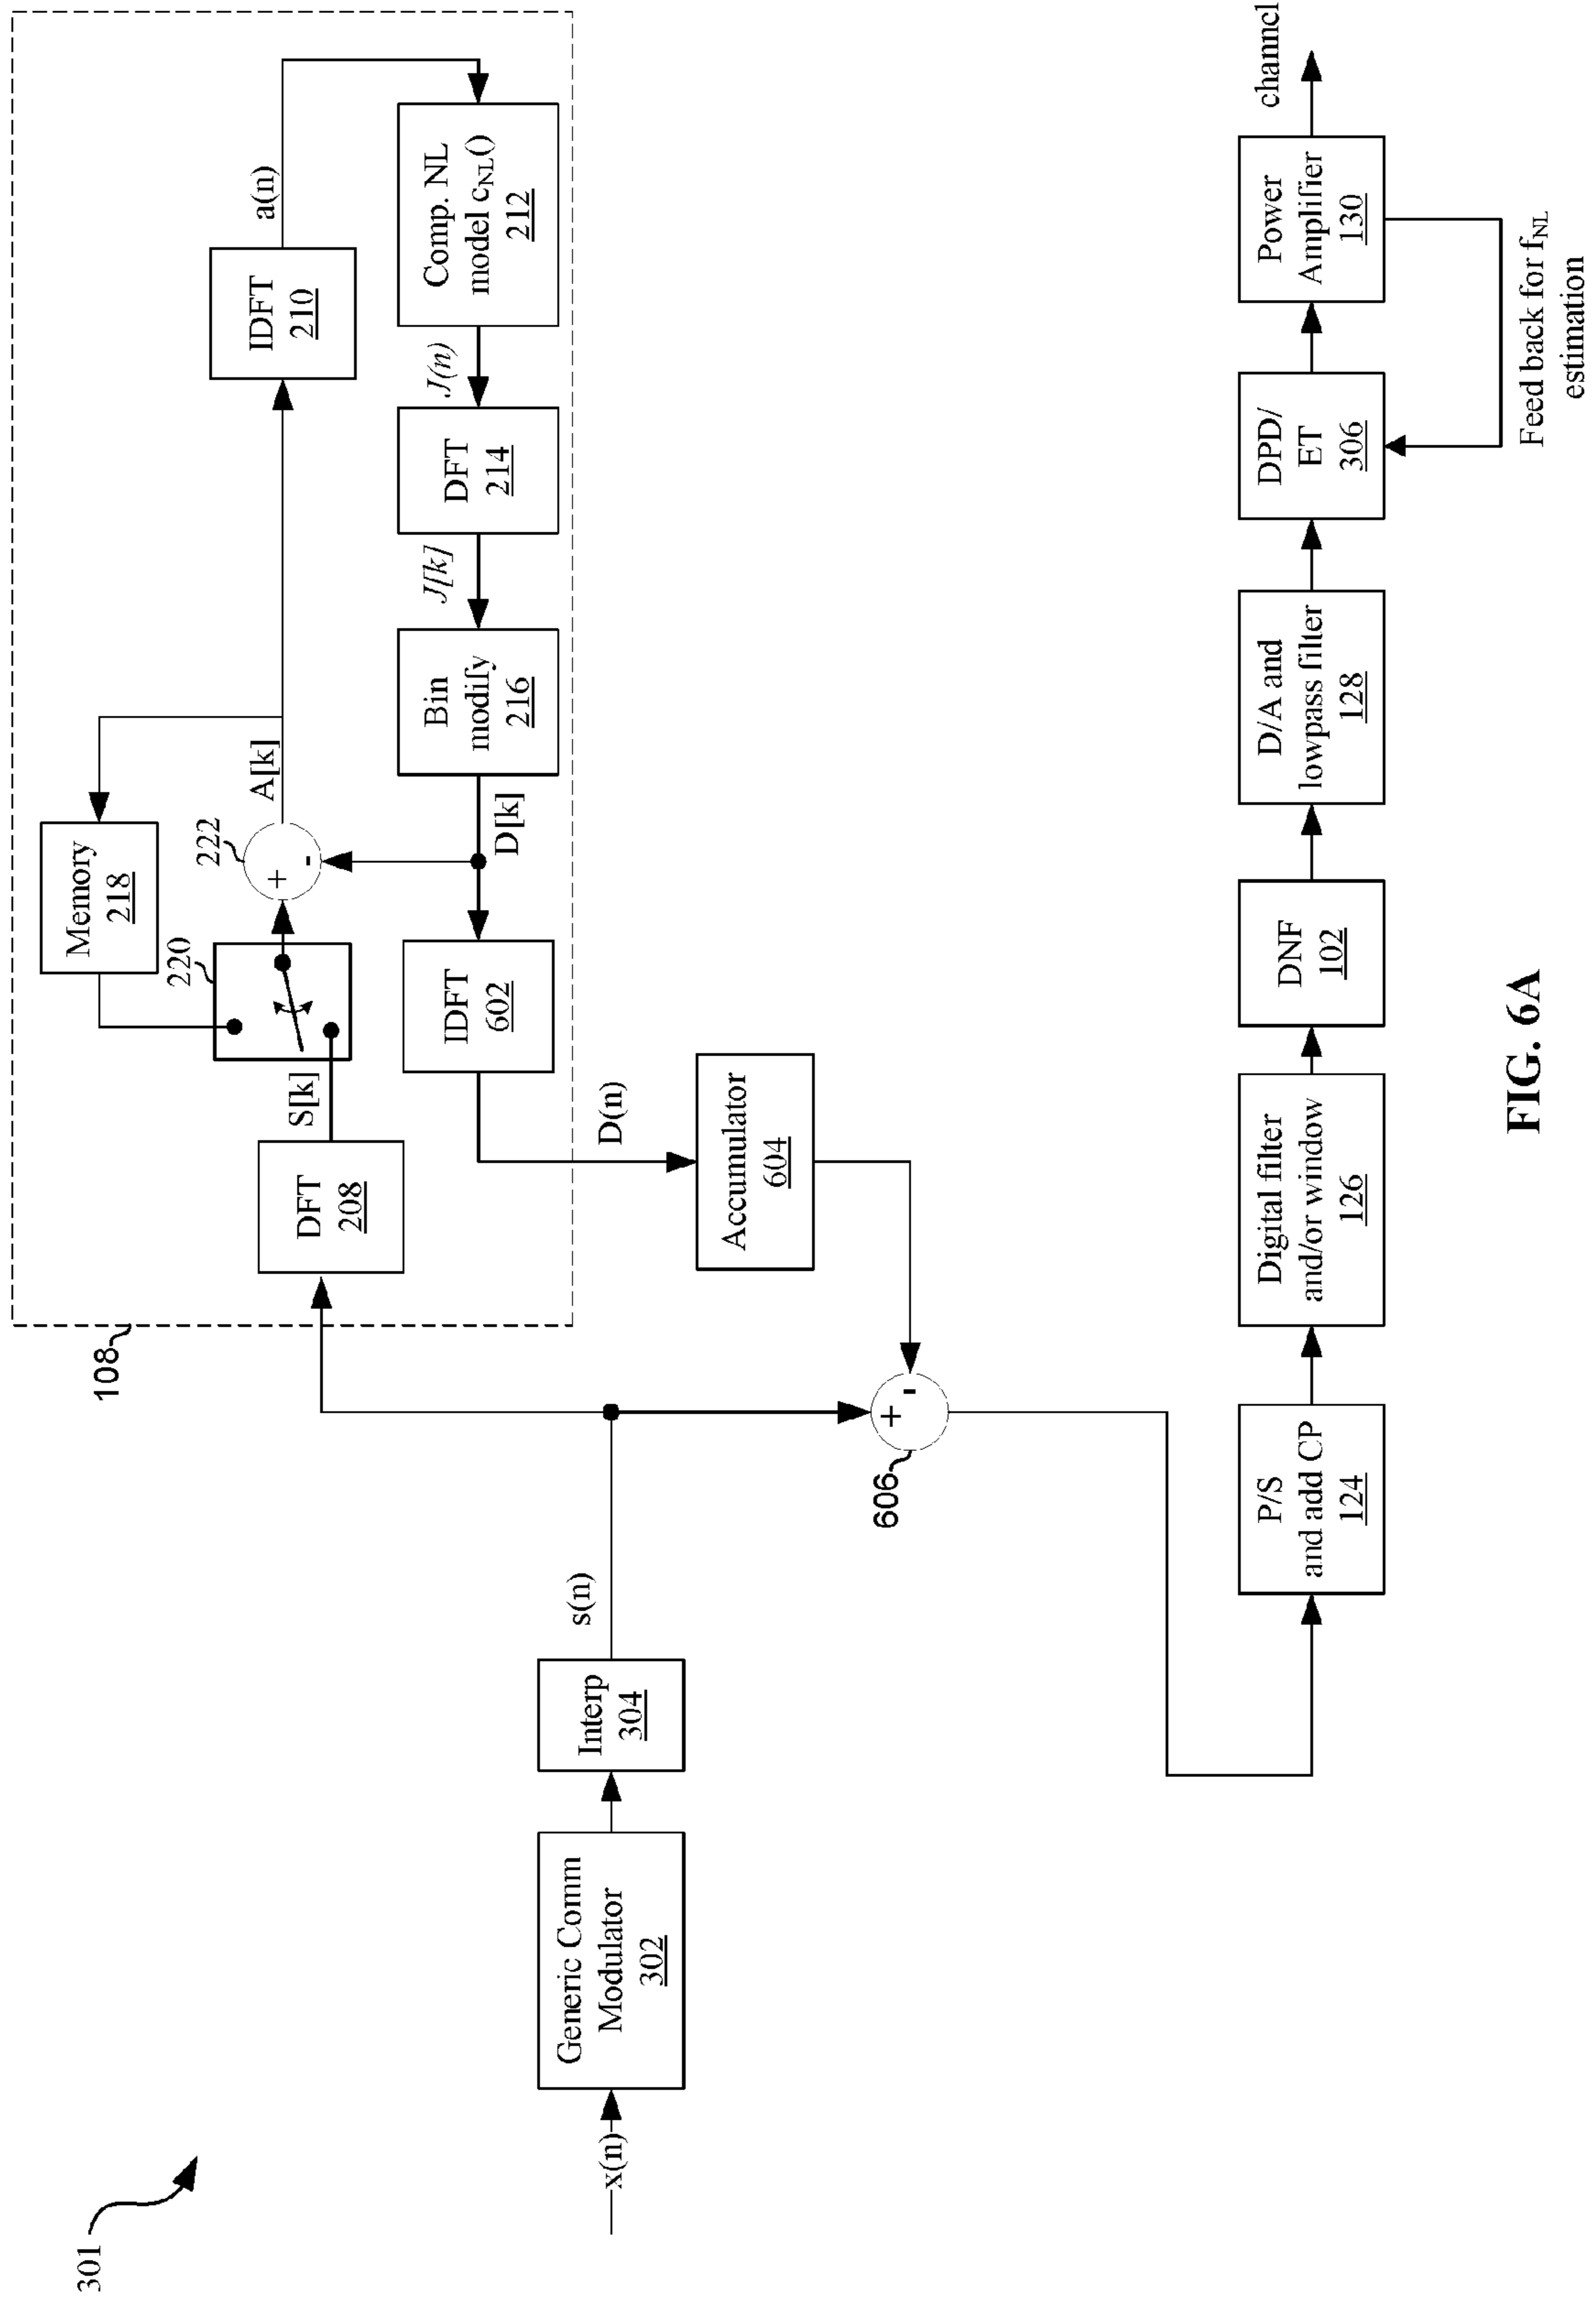 301
108
Memory
218
220
222
A[k]
IDFT
210
a(n)
DFT
208
S[k]
+
-
IDFT
602
D[k]
Bin
modify
216
J[k]
DFT
214
J(n)
Comp. NL
model cNL()
212
D(n)
Accumulator
604
x(n)
Generic Comm
Modulator
302
Interp
304
s(n)
+
-
606
P/S
and add CP
124
Digital filter
and/or window
126
DNF
102
D/A and
lowpass filter
128
DPD/
ET
306
Power
Amplifier
130
channel
Feed back for fNL
estimation
FIG. 6A